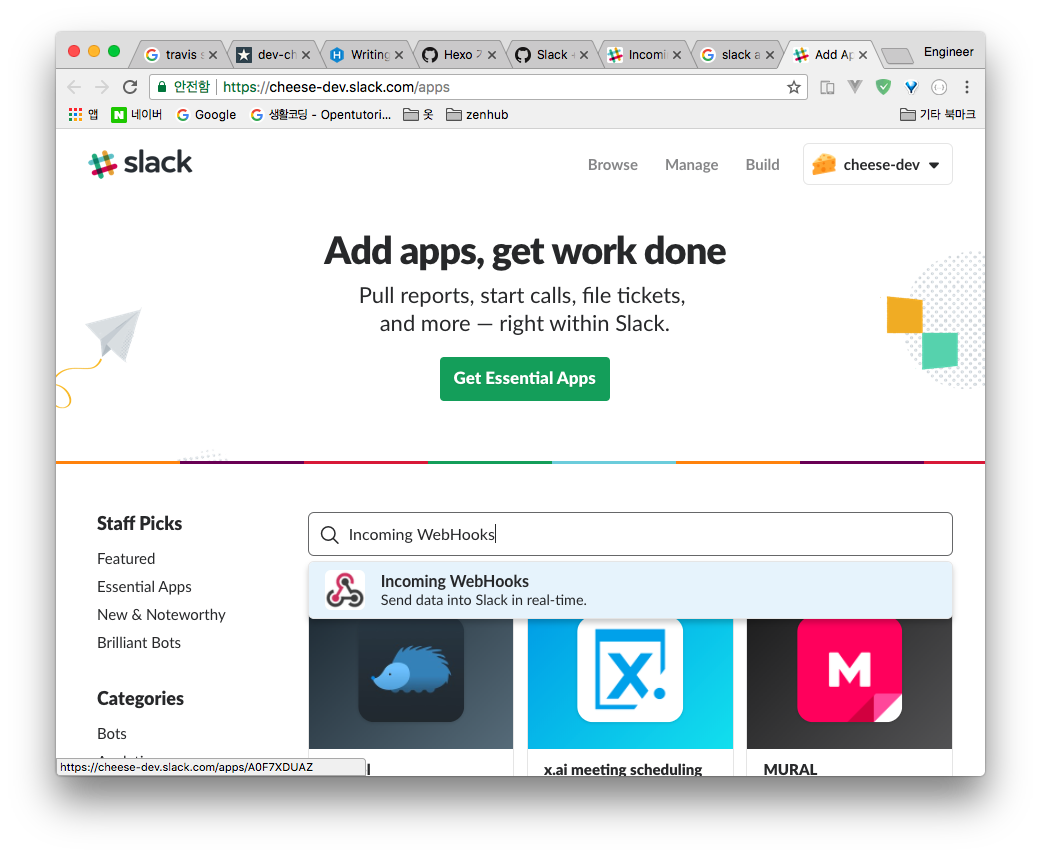 travis s
dev-ch
Writing
Hexo 2
Slack
Incomi
slack a
Add Ap
Engineer
안전함
https://cheese-dev.slack.com/apps
앱
네이버
Google
생활코딩 - Opentutori...
옷
zenhub
기타 북마크
slack
Browse
Manage
Build
cheese-dev
Add apps, get work done
Pull reports, start calls, file tickets,
and more — right within Slack.
Get Essential Apps
Staff Picks
Featured
Essential Apps
New & Noteworthy
Brilliant Bots
Categories
Bots
Incoming WebHooks
Incoming WebHooks
Send data into Slack in real-time.
X.
M
x.ai meeting scheduling
MURAL
https://cheese-dev.slack.com/apps/A0F7XDUAZ